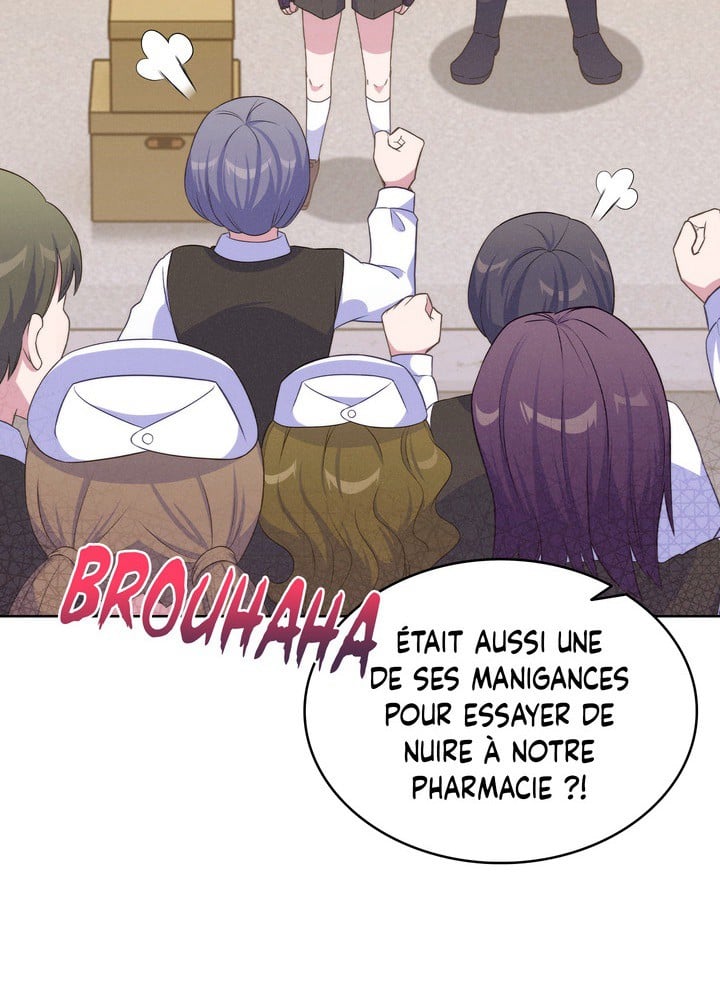 BROUHAHA
ÉTAIT AUSSI UNE
DE SES MANIGANCES
POUR ESSAYER DE
NUIRE À NOTRE
PHARMACIE ?!